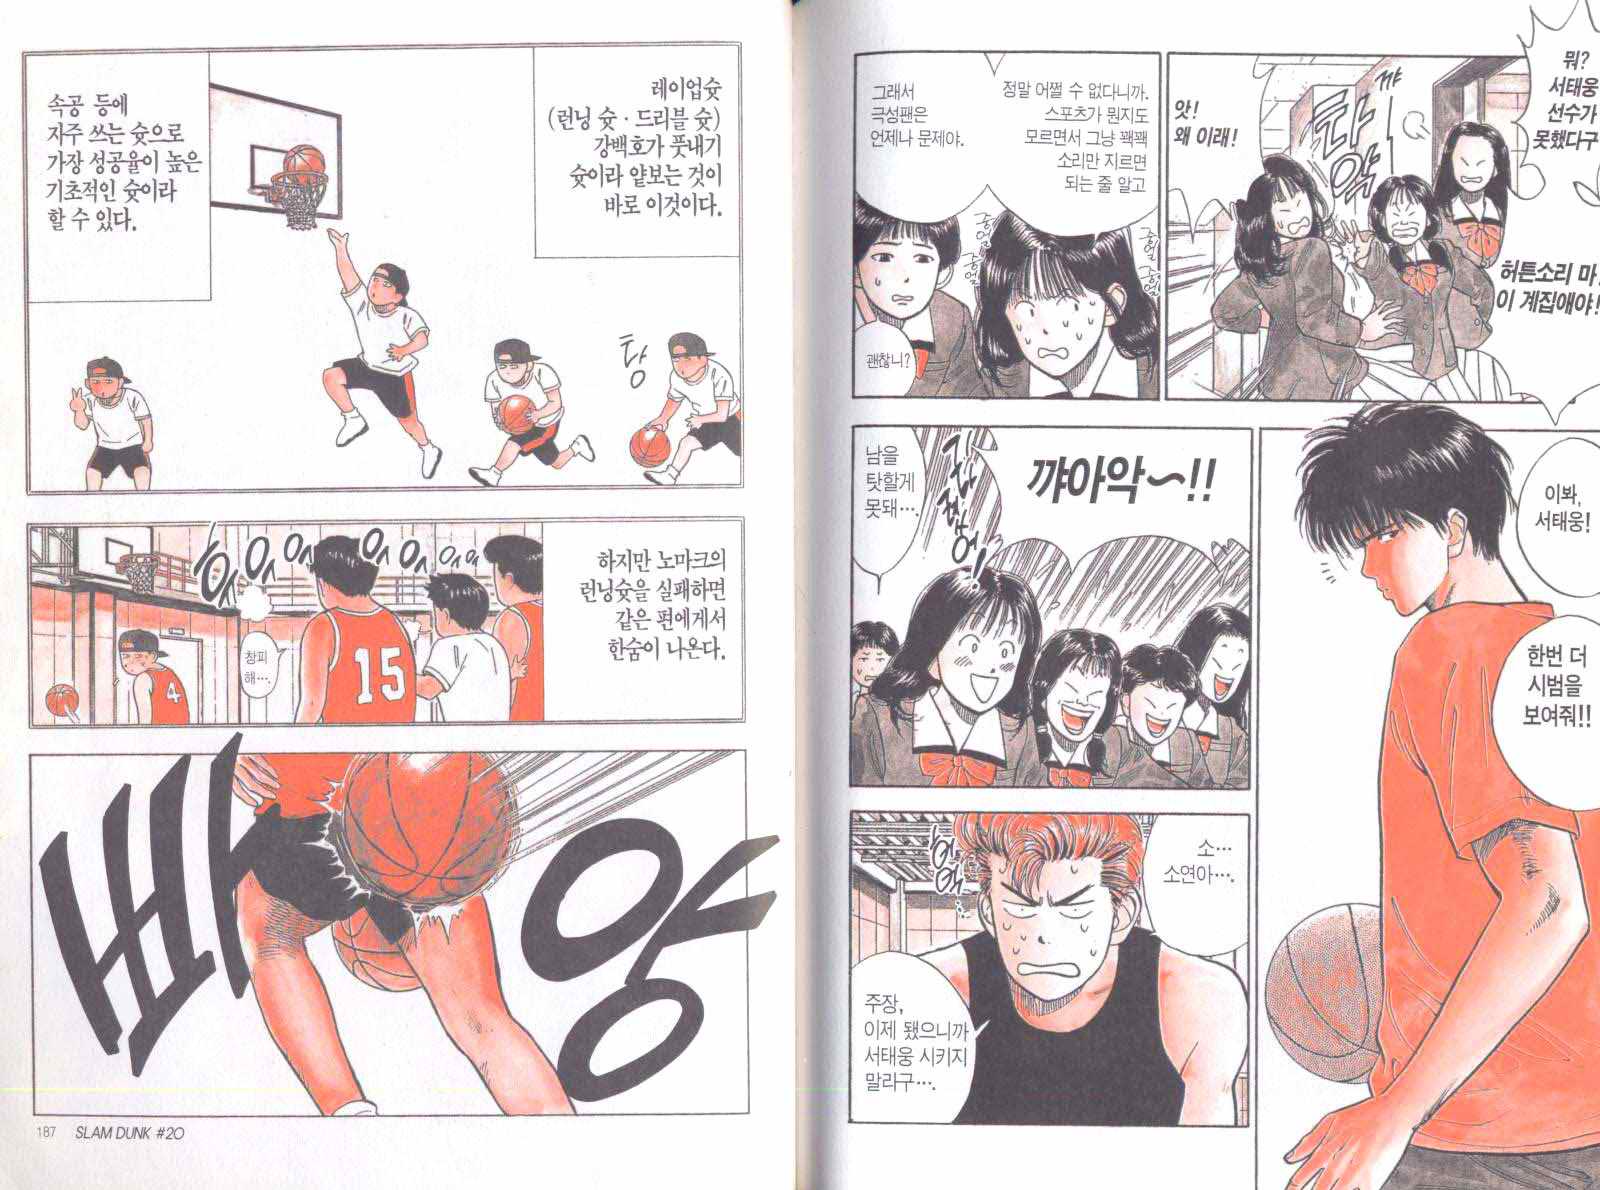 레이업슛
(런닝 슛·드리블 슛)
강백호가 풋내기
슛이라 얕보는 것이
바로 이것이다.
속공 등에
자주 쓰는 슛으로
가장 성공율이 높은
기초적인 슛이라
할 수 있다.
탕
하지만 노마크의
런닝슛을 실패하면
같은 편에게서
한숨이 나온다.
창피
해….
15
4
187 SLAM DUNK #20
뭐?
서태웅
선수가
못했다구
꺄
앗!
왜 이래!
허튼소리 마!
이 계집애야!
정말 어쩔 수 없다니까.
스포츠가 뭔지도
모르면서 그냥 꽥꽥
소리만 지르면
되는 줄 알고
그래서
극성팬은
언제나 문제야.
중얼
중얼
중얼
중얼
괜찮니?
이봐,
서태웅!
한번 더
시범을
보여줘!!
꺄아악~!!
남을
탓할게
못돼….
소…
소연아….
주장,
이제 됐으니까
서태웅 시키지
말라구….